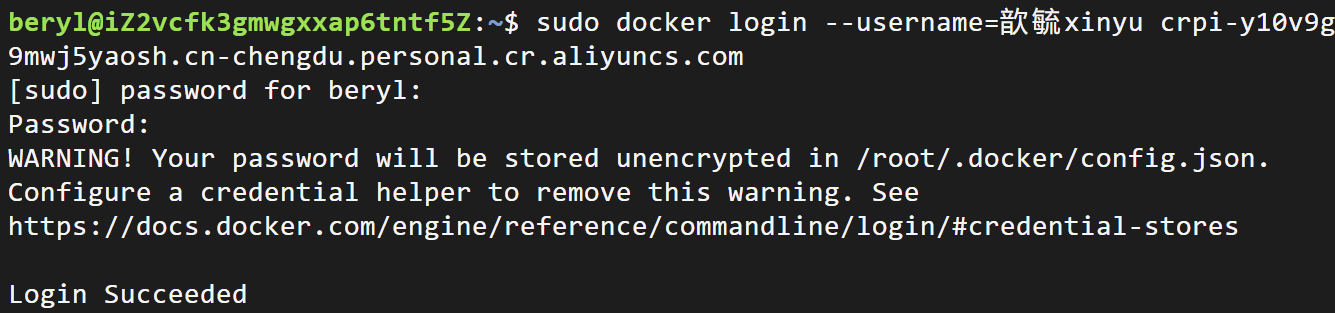 beryl@iZ2vcfk3gmwgxxap6tntf5Z:~$ sudo docker login --username=歆毓xinyu crpi-y10v9g
9mwj5yaosh.cn-chengdu.personal.cr.aliyuncs.com
[sudo] password for beryl:
Password:
WARNING! Your password will be stored unencrypted in /root/.docker/config.json.
Configure a credential helper to remove this warning. See
https://docs.docker.com/engine/reference/commandline/login/#credential-stores
Login Succeeded